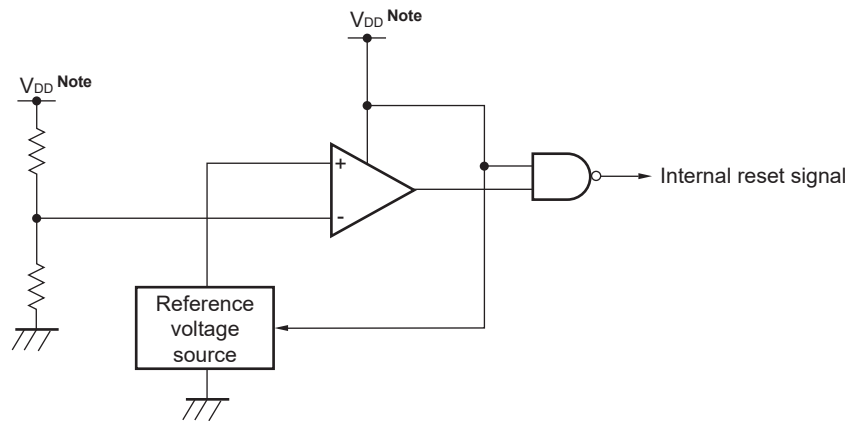 VDD Note
VDD Note
+
-
Internal reset signal
Reference
voltage
source